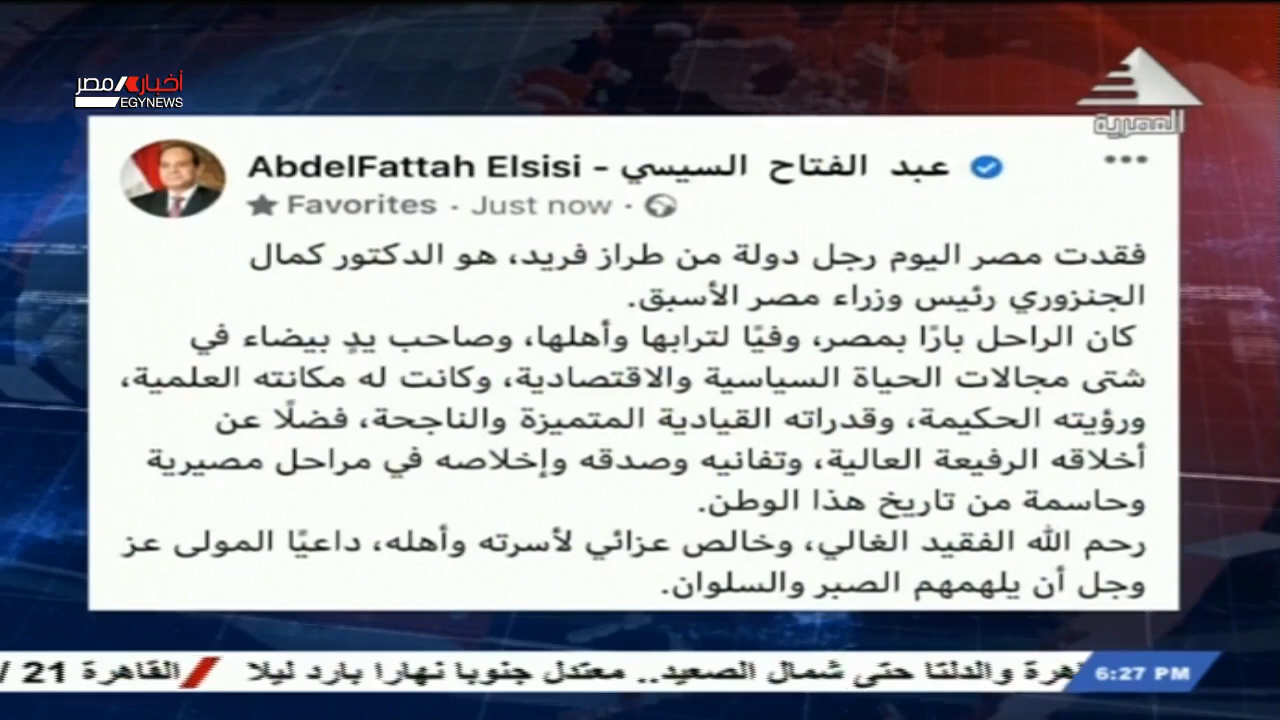 أخبار مصر
EGYNEWS
المصرية
AbdelFattah Elsisi - عبد الفتاح السيسي
Favorites · Just now ·
فقدت مصر اليوم رجل دولة من طراز فريد، هو الدكتور كمال
الجنزوري رئيس وزراء مصر الأسبق.
كان الراحل بارًا بمصر، وفيًا لترابها وأهلها، وصاحب يدٍ بيضاء في
شتى مجالات الحياة السياسية والاقتصادية، وكانت له مكانته العلمية،
ورؤيته الحكيمة، وقدراته القيادية المتميزة والناجحة، فضلًا عن
أخلاقه الرفيعة العالية، وتفانيه وصدقه وإخلاصه في مراحل مصيرية
وحاسمة من تاريخ هذا الوطن.
رحم الله الفقيد الغالي، وخالص عزائي لأسرته وأهله، داعيًا المولى عز
وجل أن يلهمهم الصبر والسلوان.
والدلتا حتى شمال الصعيد.. معتدل جنوبا نهارا بارد ليلا / القاهرة 21 /
6:27 PM